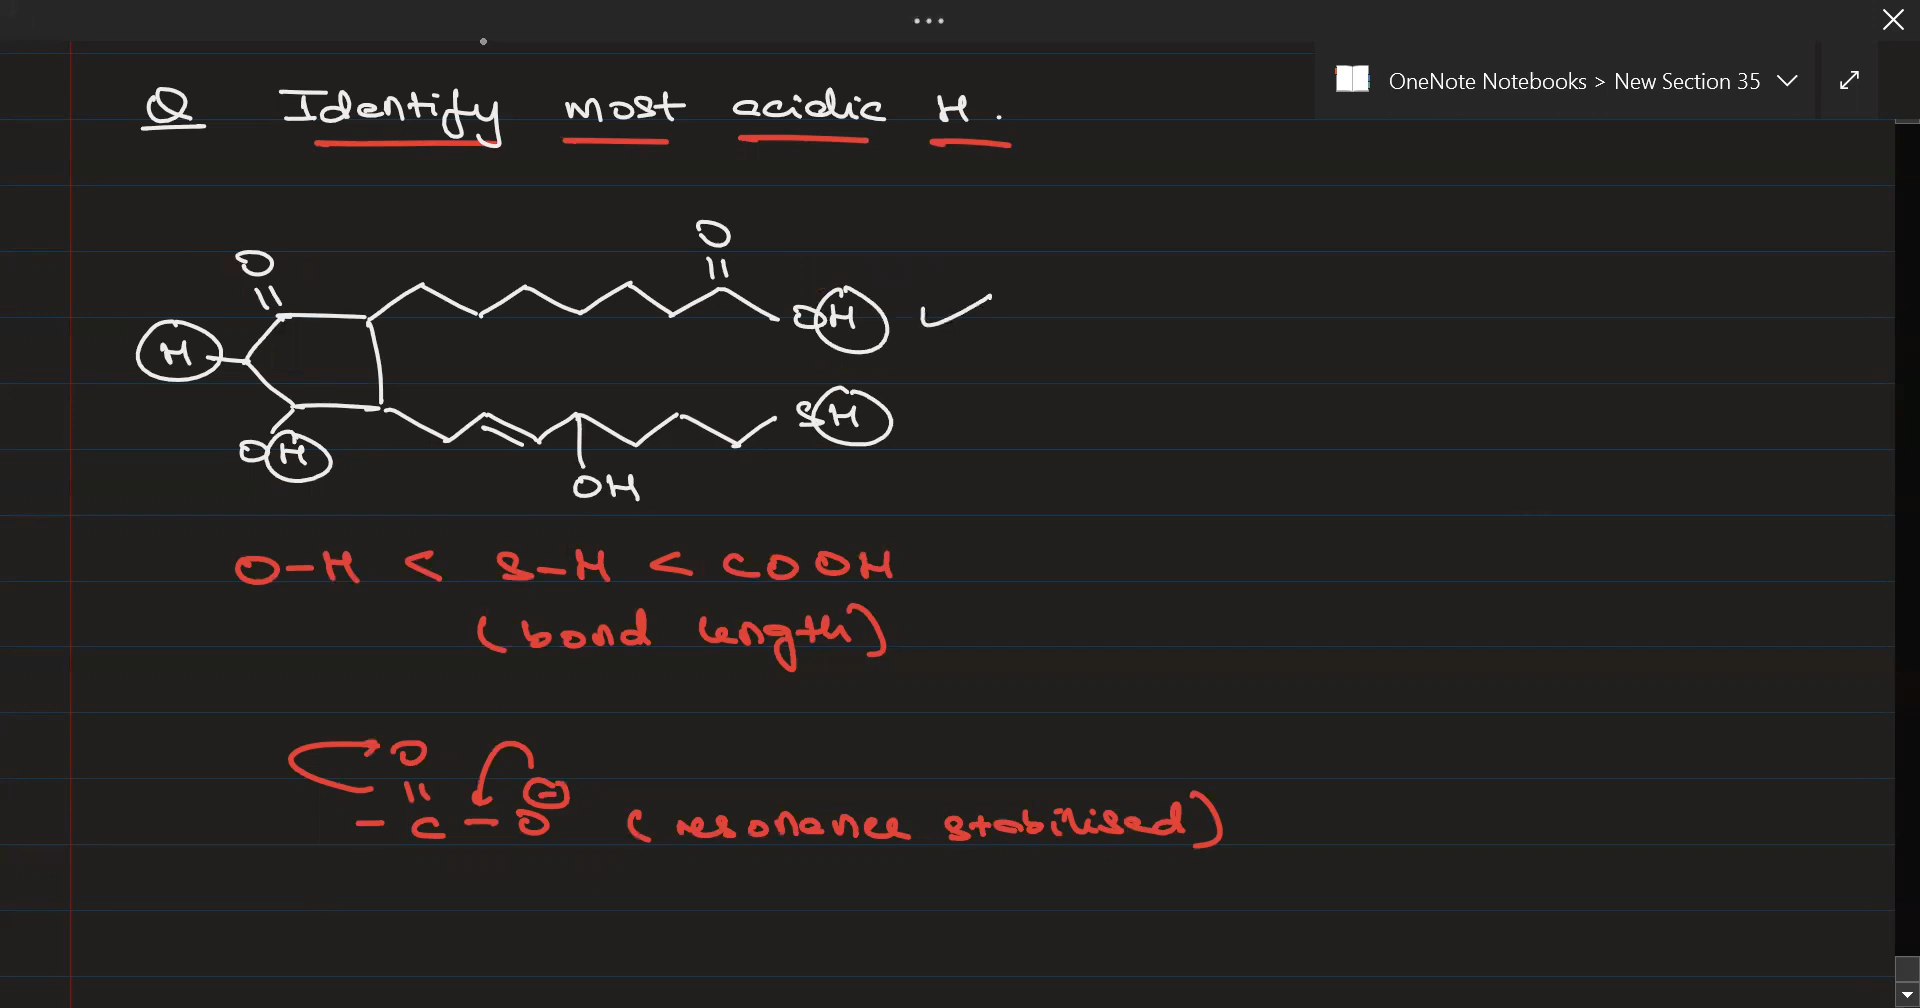 ...
OneNote Notebooks > New Section 35
Q Identify most acidic H.
O
O
OH
H
SH
OH
OH
O-H < S-H < COOH
(bond length)
O
- C - O (resonance stabilised)